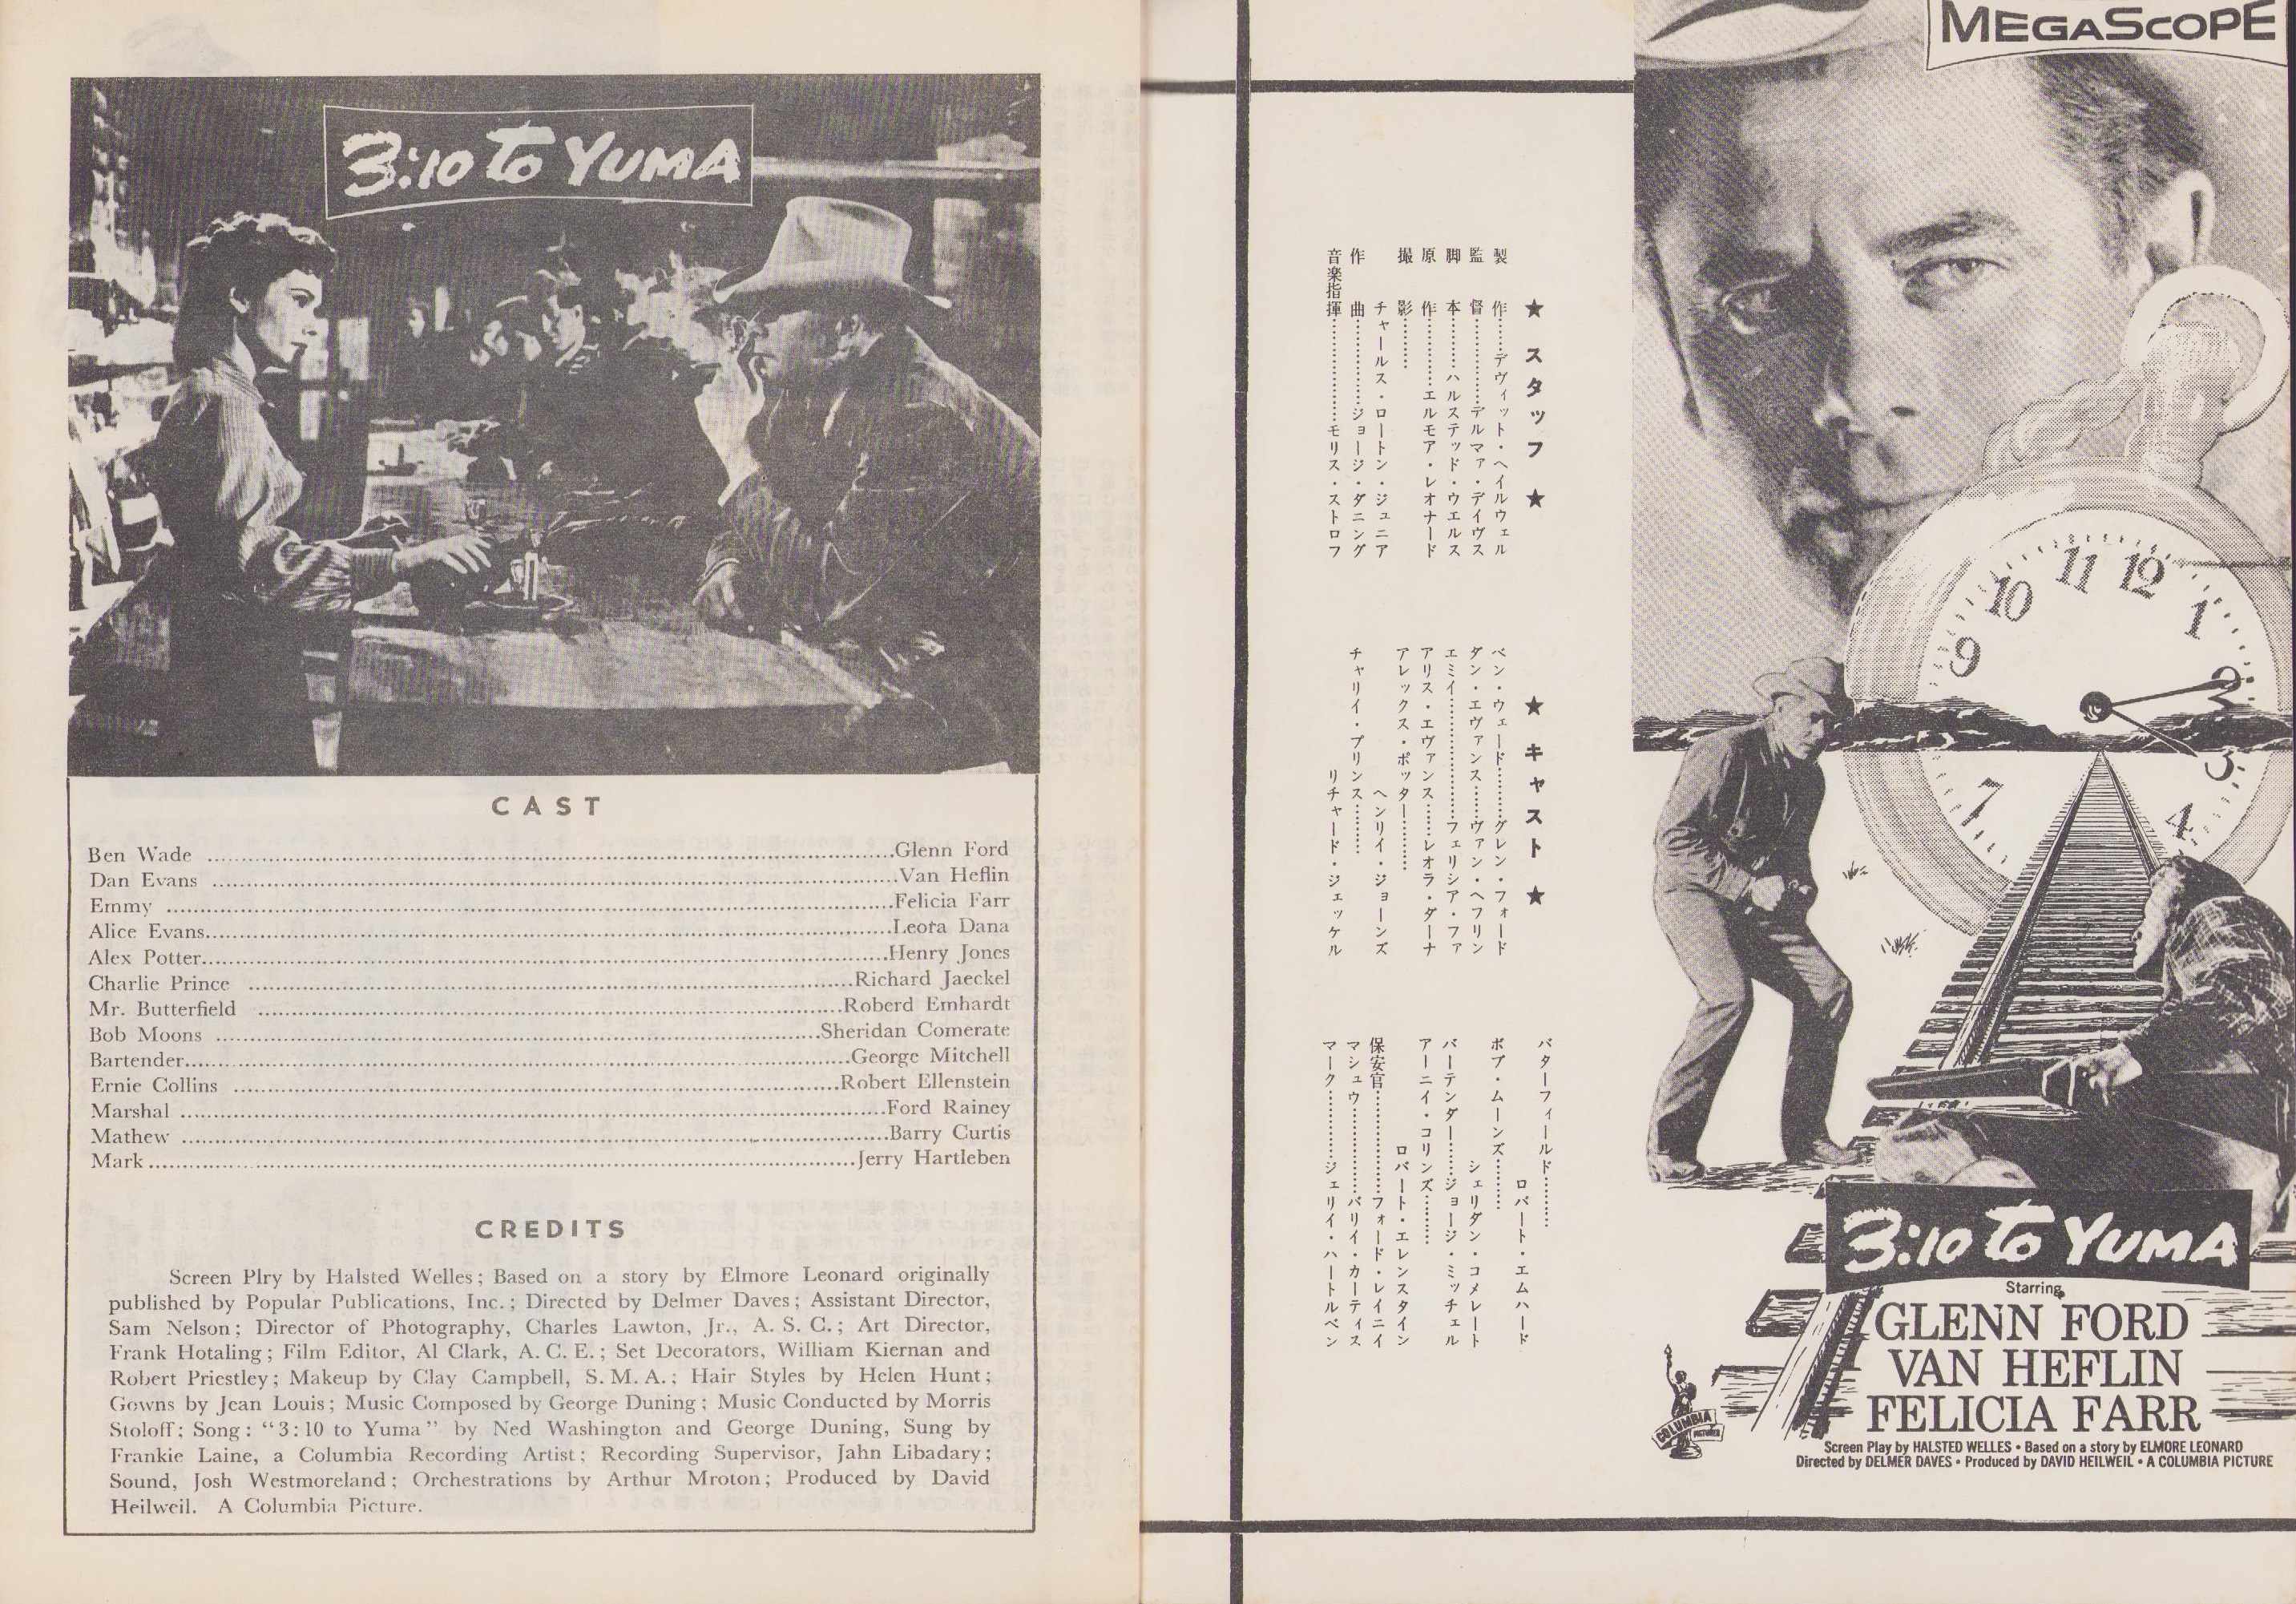 3:10 to YUMA
CAST
Ben Wade ....Glenn Ford
Dan Evans ....Van Heflin
Emmy ....Felicia Farr
Alice Evans....Leora Dana
Alex Potter....Henry Jones
Charlie Prince ....Richard Jaeckel
Mr. Butterfield ....Roberd Emhardt
Bob Moons ....Sheridan Comerate
Bartender....George Mitchell
Ernie Collins ....Robert Ellenstein
Marshal ....Ford Rainey
Mathew ....Barry Curtis
Mark....Jerry Hartleben
CREDITS
Screen Plry by Halsted Welles; Based on a story by Elmore Leonard originally
published by Popular Publications, Inc.; Directed by Delmer Daves; Assistant Director,
Sam Nelson; Director of Photography, Charles Lawton, Jr., A. S. C.; Art Director,
Frank Hotaling; Film Editor, Al Clark, A. C. E.; Set Decorators, William Kiernan and
Robert Priestley; Makeup by Clay Campbell, S. M. A.; Hair Styles by Helen Hunt;
Gowns by Jean Louis; Music Composed by George Duning; Music Conducted by Morris
Stoloff; Song: “3:10 to Yuma” by Ned Washington and George Duning, Sung by
Frankie Laine, a Columbia Recording Artist; Recording Supervisor, Jahn Libadary;
Sound, Josh Westmoreland; Orchestrations by Arthur Mroton; Produced by David
Heilweil. A Columbia Picture.
★スタッフ★
製作……デヴィット・ヘイルウェル
監督……デルマァ・デイヴス
脚本……ハルステッド・ウエルス
原作……エルモア・レオナード
撮影……
チャールス・ロートン・ジュニア
作曲……ジョージ・ダニング
音楽指揮……モリス・ストロフ
★キャスト★
ベン・ウェード……グレン・フォード
ダン・エヴァンス……ヴァン・ヘフリン
エミイ……フェリシア・ファ
アリス・エヴァンス……レオラ・ダーナ
アレックス・ポッター……
ヘンリイ・ジョーンズ
チャリイ・プリンス……
リチャード・ジェッケル
バターフィールド……
ロバート・エムハード
ボブ・ムーンズ……
シェリダン・コメレート
バーテンダー……ジョージ・ミッチェル
アーニイ・コリンズ……
ロバート・エレンスタイン
保安官……フォード・レイニイ
マシュウ……バリイ・カーティス
マーク……ジェリイ・ハートルベン
MEGASCOPE
9 10 11 12 1 2 3 4 7
3:10 to YUMA
Starring
GLENN FORD
VAN HEFLIN
FELICIA FARR
COLUMBIA
PICTURES
Screen Play by HALSTED WELLES • Based on a story by ELMORE LEONARD
Directed by DELMER DAVES • Produced by DAVID HEILWEIL • A COLUMBIA PICTURE